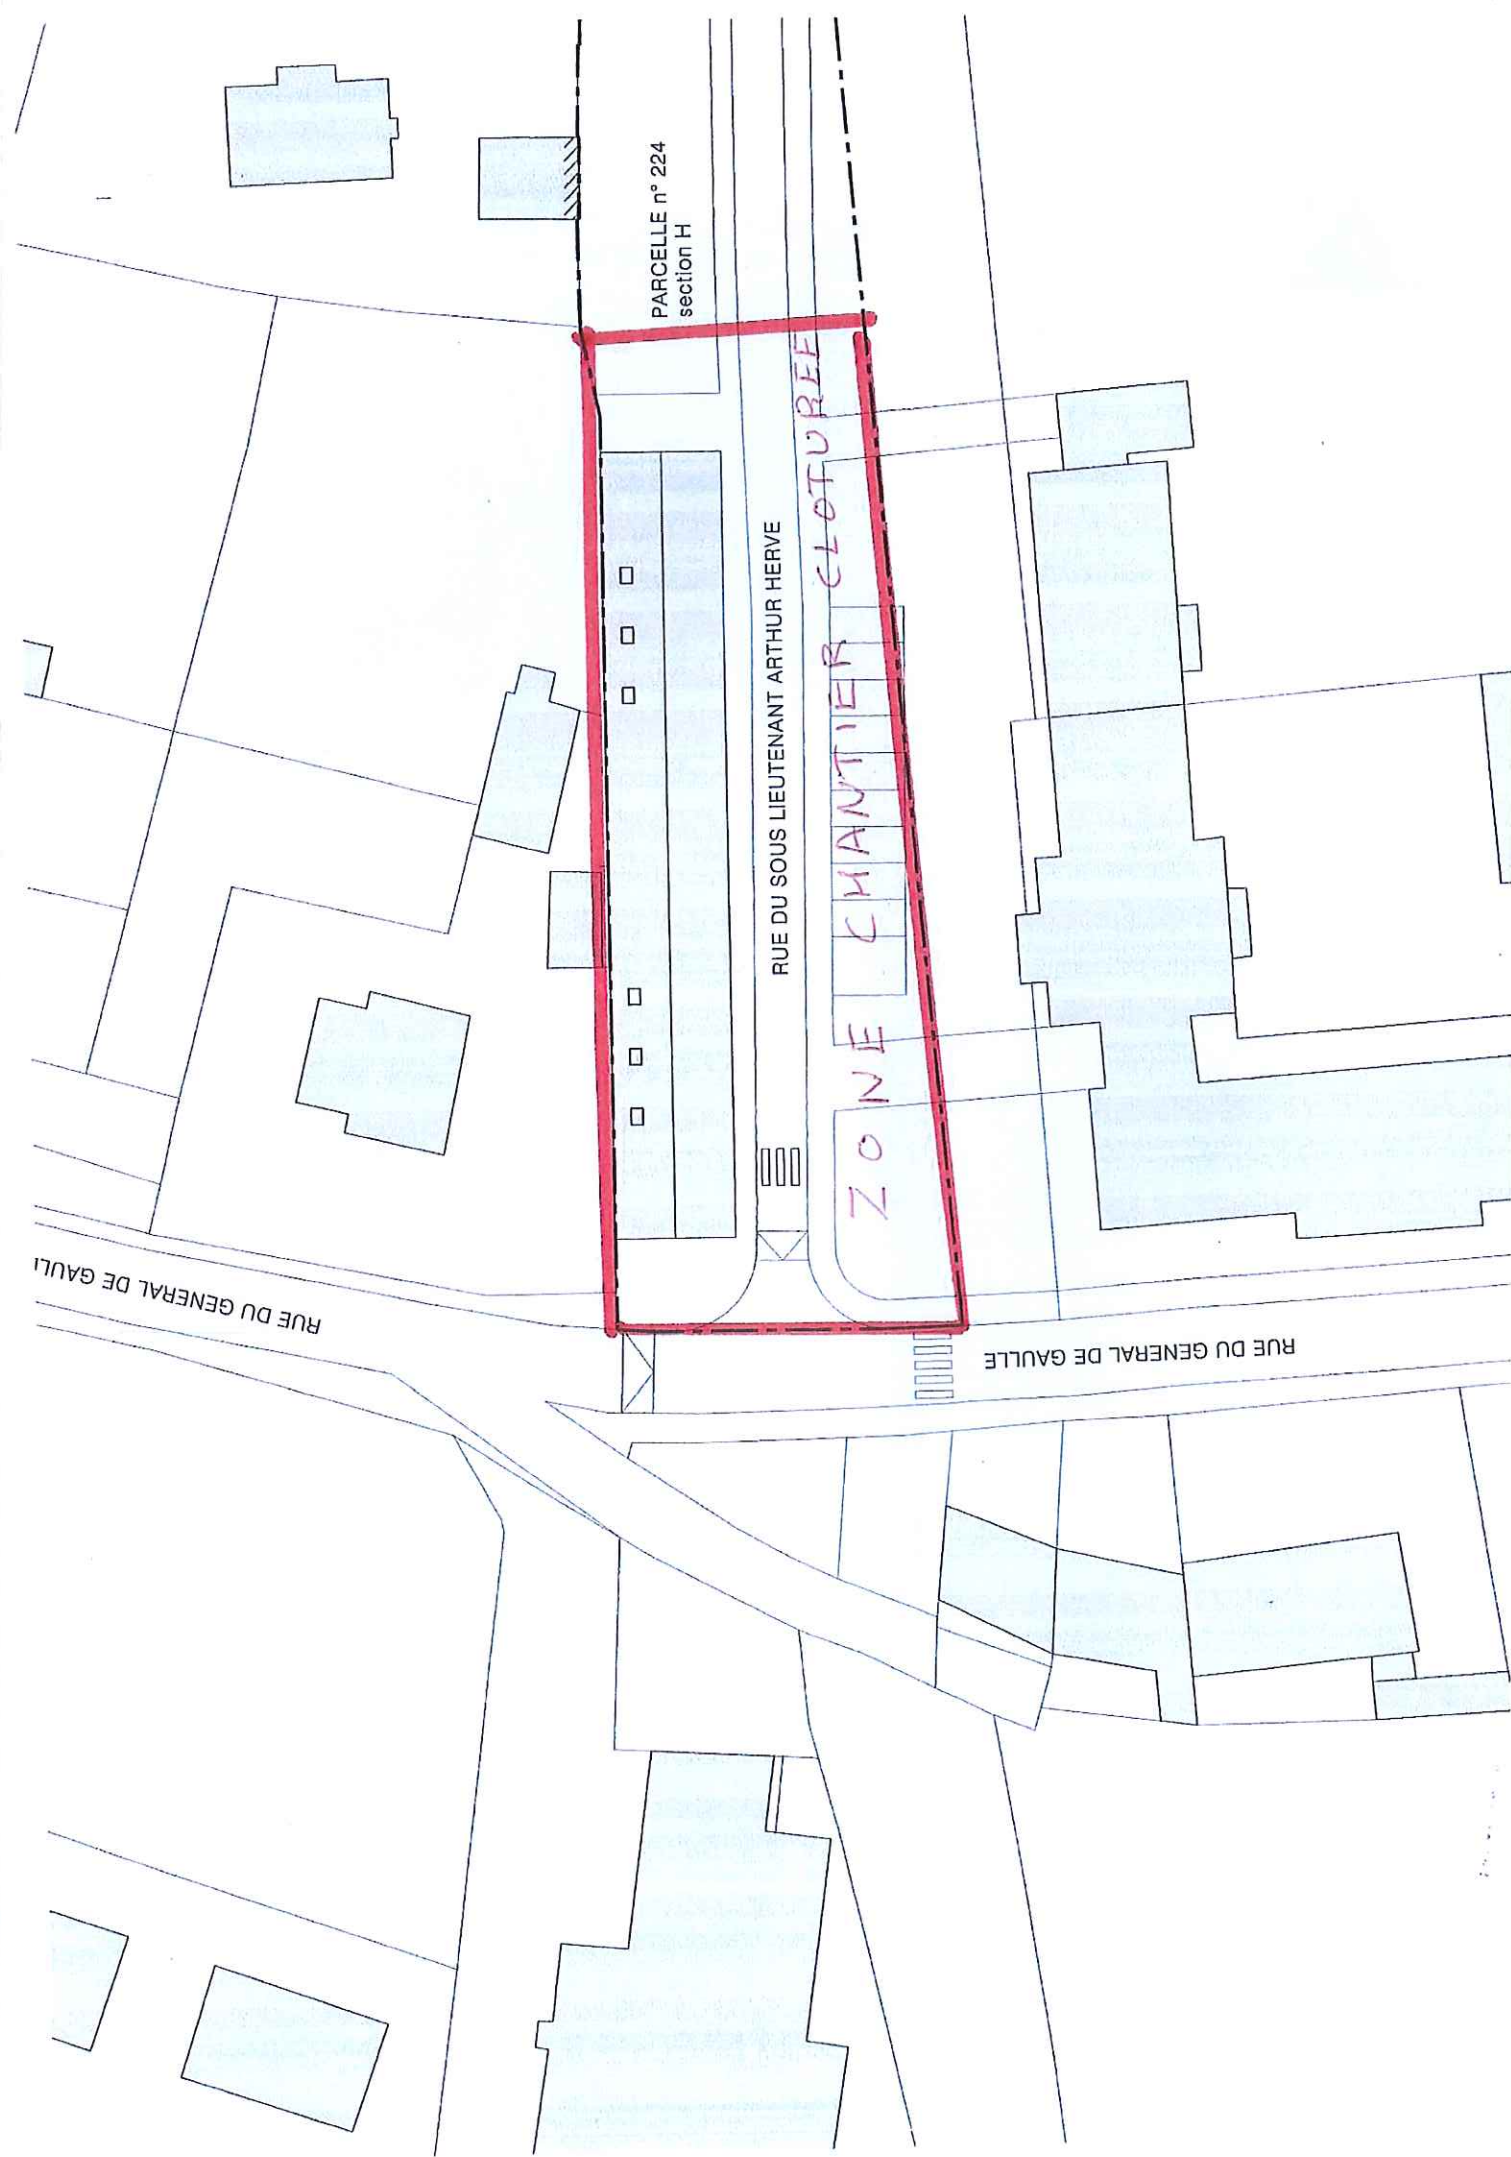 PARCELLE n° 224
section H
RUE DU SOUS LIEUTENANT ARTHUR HERVE
ZONE CHANTIER CLOTUREE
RUE DU GENERAL DE GAULL
RUE DU GENERAL DE GAULLE